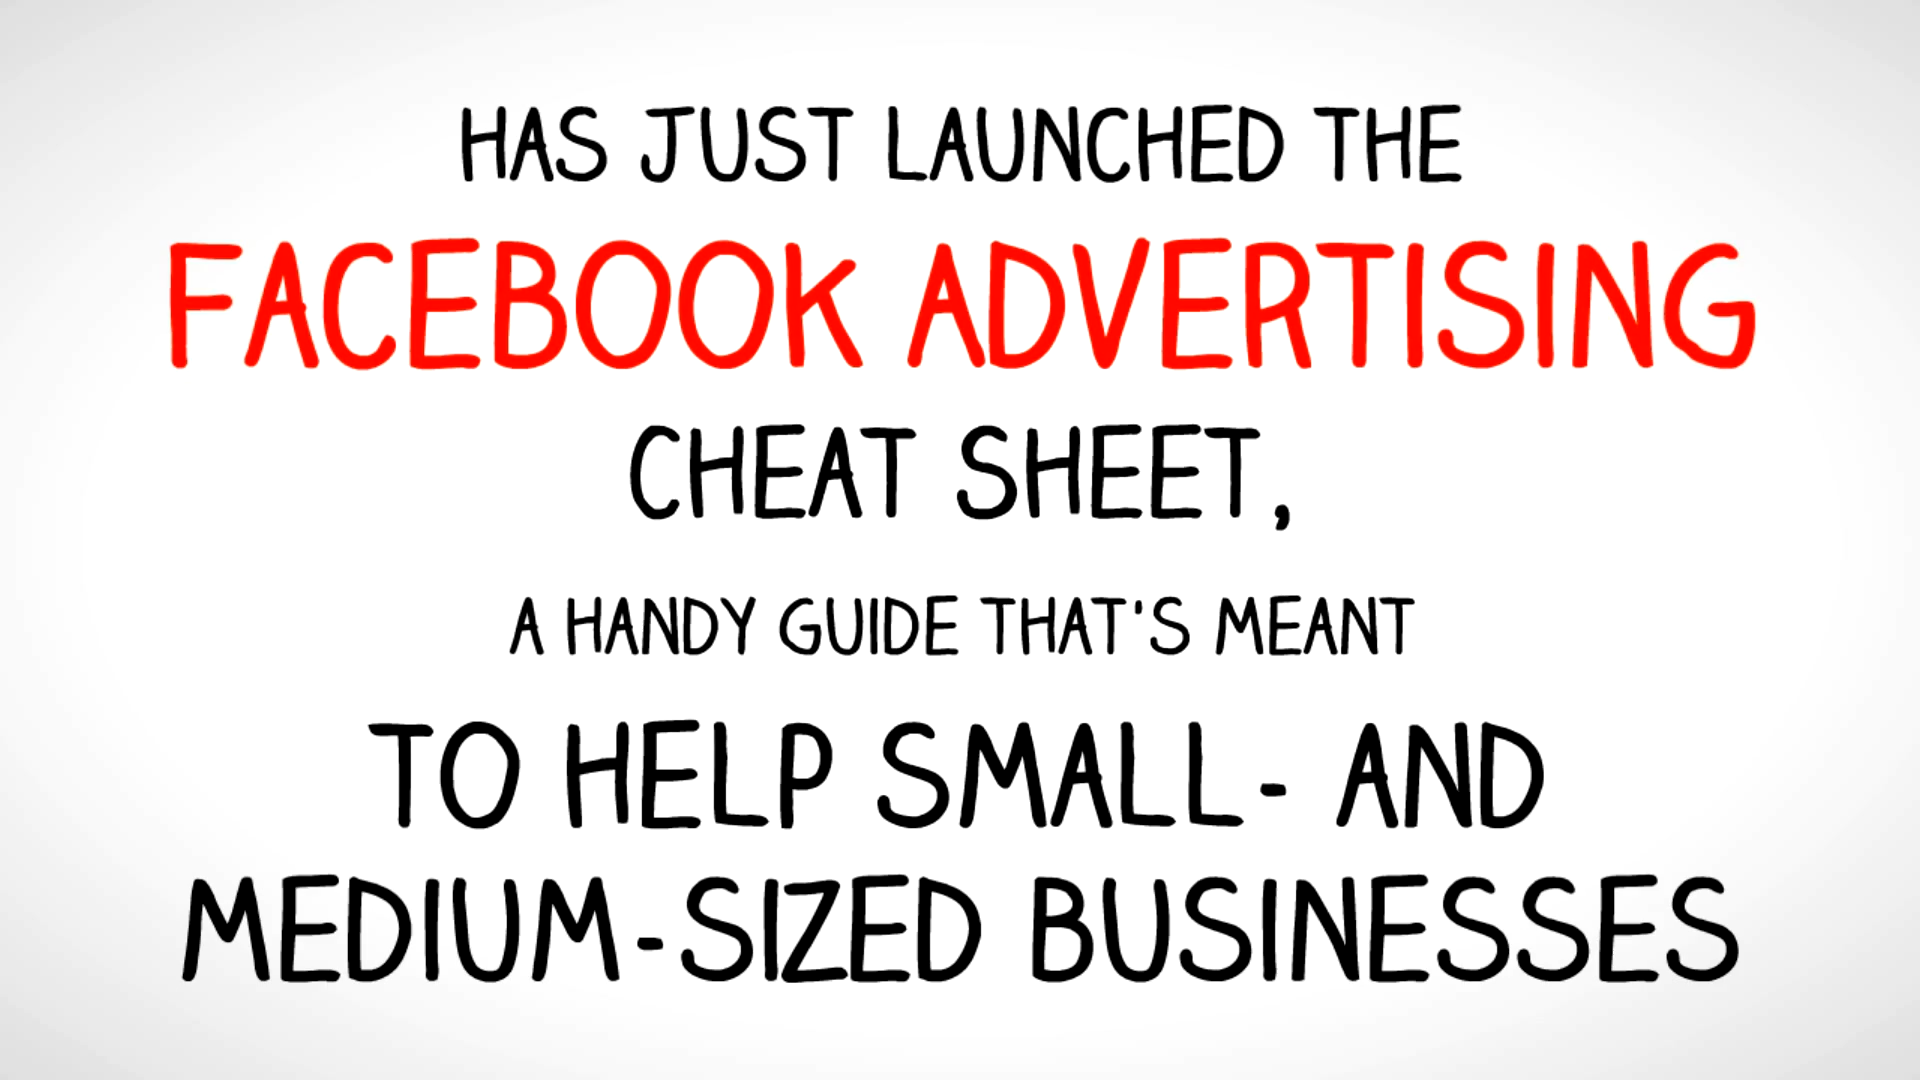 HAS JUST LAUNCHED THE
FACEBOOK ADVERTISING
CHEAT SHEET,
A HANDY GUIDE THAT'S MEANT
TO HELP SMALL- AND
MEDIUM-SIZED BUSINESSES